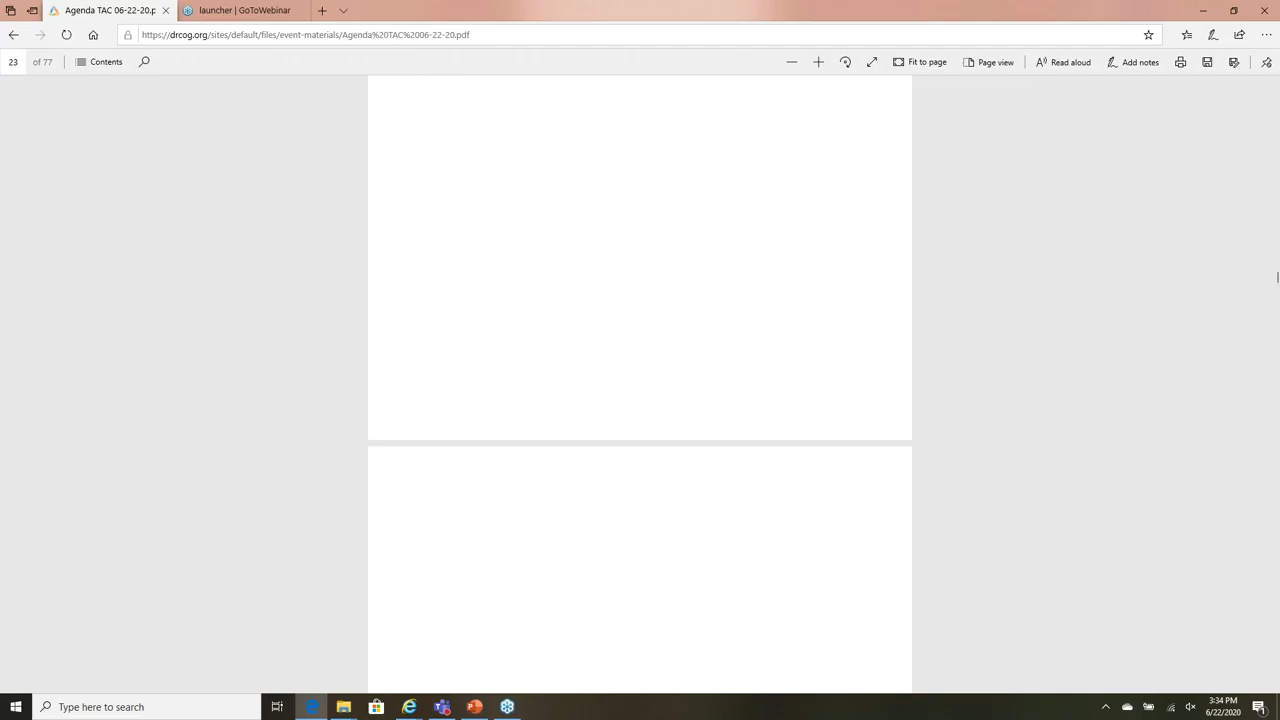 Agenda TAC 06-22-20.p
launcher | GoToWebinar
https://drcog.org/sites/default/files/event-materials/Agenda%20TAC%2006-22-20.pdf
23 of 77 Contents Fit to page Page view Read aloud Add notes
Type here to search
3:34 PM
6/22/2020